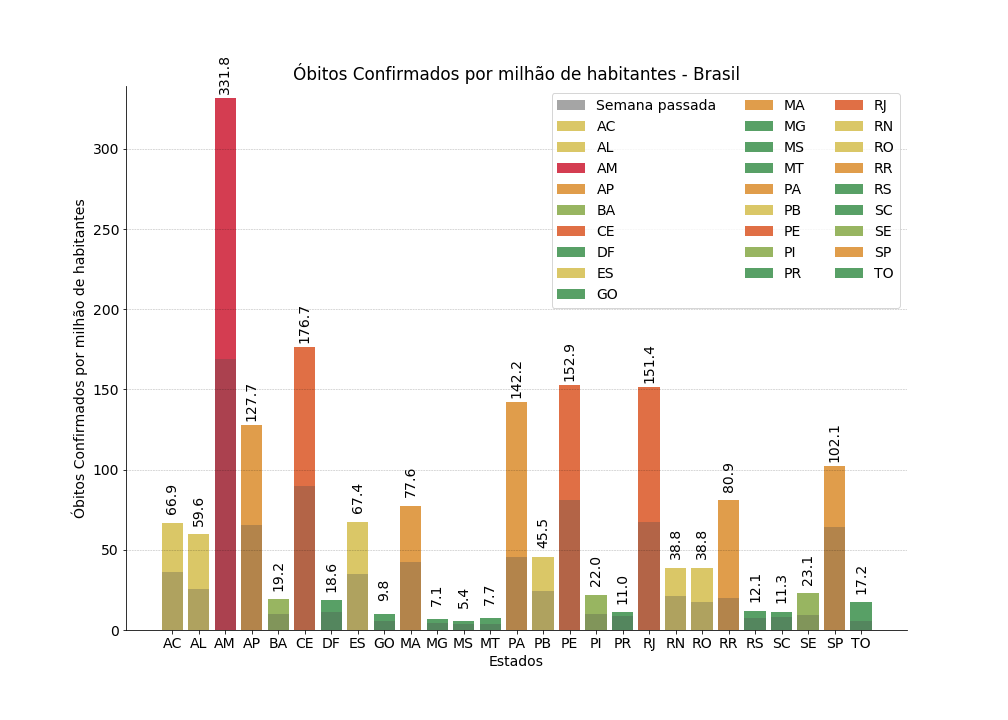 Óbitos Confirmados por milhão de habitantes - Brasil
Óbitos Confirmados por milhão de habitantes
300
250
200
150
100
50
0
66.9
59.6
331.8
127.7
19.2
176.7
18.6
67.4
9.8
77.6
7.1
5.4
7.7
142.2
45.5
152.9
22.0
11.0
151.4
38.8
38.8
80.9
12.1
11.3
23.1
102.1
17.2
Semana passada
AC
AL
AM
AP
BA
CE
DF
ES
GO
MA
MG
MS
MT
PA
PB
PE
PI
PR
RJ
RN
RO
RR
RS
SC
SE
SP
TO
AC AL AM AP BA CE DF ES GO MA MG MS MT PA PB PE PI PR RJ RN RO RR RS SC SE SP TO
Estados